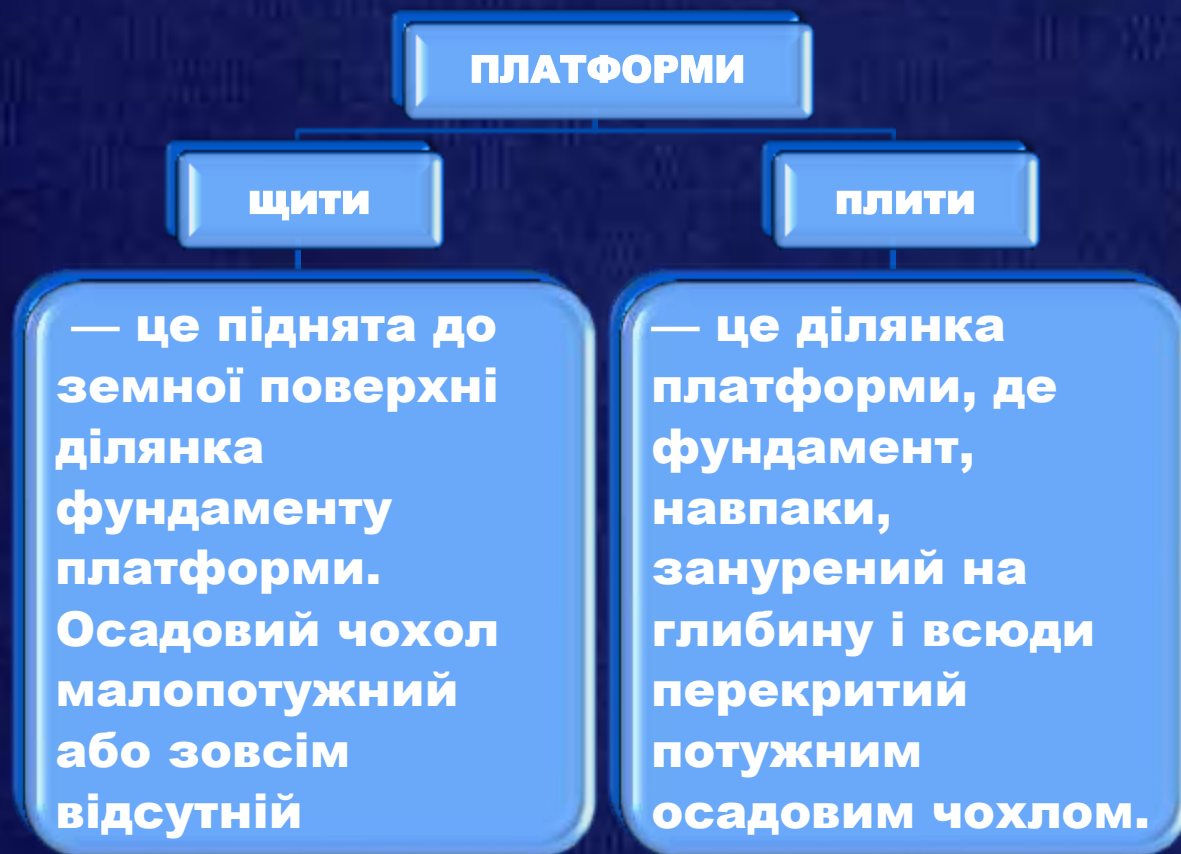 ПЛАТФОРМИ
ЩИТИ
ПЛИТИ
— це піднята до
земної поверхні
ділянка
фундаменту
платформи.
Осадовий чохол
малопотужний
або зовсім
відсутній
— це ділянка
платформи, де
фундамент,
навпаки,
занурений на
глибину і всюди
перекритий
потужним
осадовим чохлом.